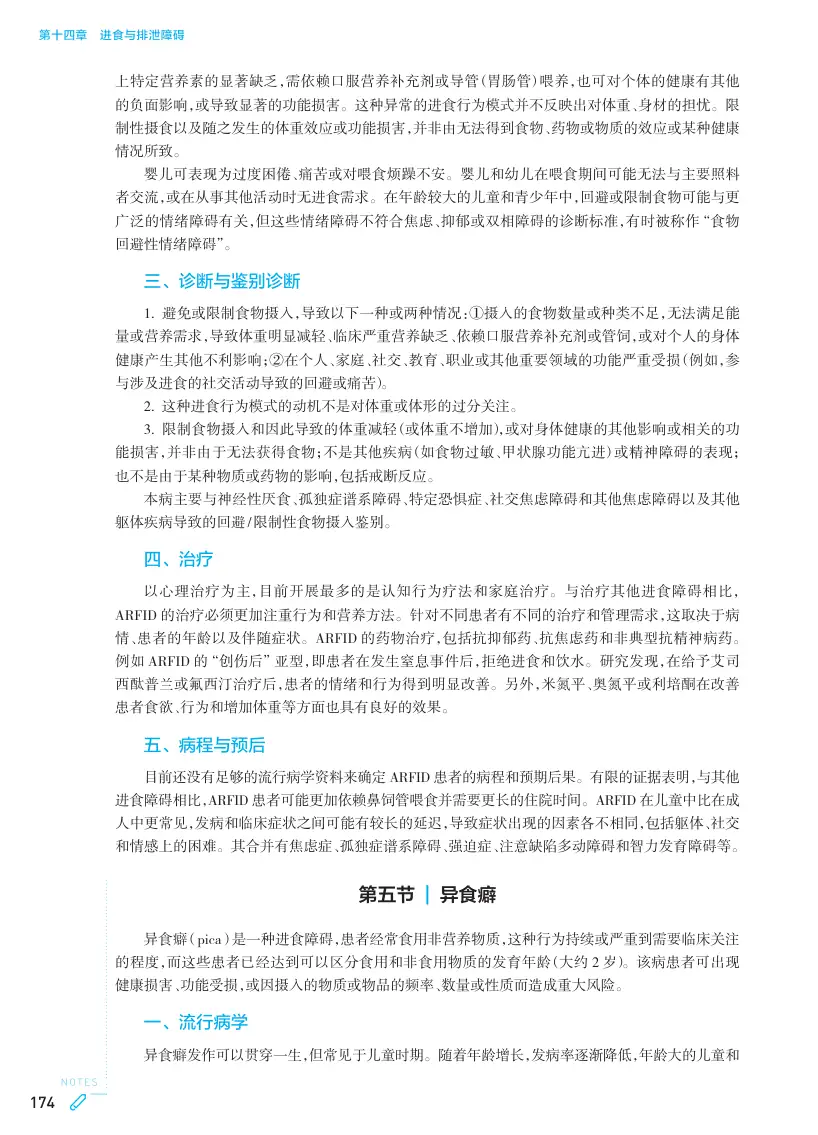 第十四章 进食与排泄障碍
上特定营养素的显著缺乏,需依赖口服营养补充剂或导管(胃肠管)喂养,也可对个体的健康有其他
的负面影响,或导致显著的功能损害。这种异常的进食行为模式并不反映出对体重、身材的担忧。限
制性摄食以及随之发生的体重效应或功能损害,并非由无法得到食物、药物或物质的效应或某种健康
情况所致。
婴儿可表现为过度困倦、痛苦或对喂食烦躁不安。婴儿和幼儿在喂食期间可能无法与主要照料
者交流,或在从事其他活动时无进食需求。在年龄较大的儿童和青少年中,回避或限制食物可能与更
广泛的情绪障碍有关,但这些情绪障碍不符合焦虑、抑郁或双相障碍的诊断标准,有时被称作“食物
回避性情绪障碍”。
三、诊断与鉴别诊断
1. 避免或限制食物摄入,导致以下一种或两种情况:①摄入的食物数量或种类不足,无法满足能
量或营养需求,导致体重明显减轻、临床严重营养缺乏、依赖口服营养补充剂或管饲,或对个人的身体
健康产生其他不利影响;②在个人、家庭、社交、教育、职业或其他重要领域的功能严重受损(例如,参
与涉及进食的社交活动导致的回避或痛苦)。
2. 这种进食行为模式的动机不是对体重或体形的过分关注。
3. 限制食物摄入和因此导致的体重减轻(或体重不增加),或对身体健康的其他影响或相关的功
能损害,并非由于无法获得食物;不是其他疾病(如食物过敏、甲状腺功能亢进)或精神障碍的表现;
也不是由于某种物质或药物的影响,包括戒断反应。
本病主要与神经性厌食、孤独症谱系障碍、特定恐惧症、社交焦虑障碍和其他焦虑障碍以及其他
躯体疾病导致的回避/限制性食物摄入鉴别。
四、治疗
以心理治疗为主,目前开展最多的是认知行为疗法和家庭治疗。与治疗其他进食障碍相比,
ARFID 的治疗必须更加注重行为和营养方法。针对不同患者有不同的治疗和管理需求,这取决于病
情、患者的年龄以及伴随症状。ARFID 的药物治疗,包括抗抑郁药、抗焦虑药和非典型抗精神病药。
例如 ARFID 的“创伤后”亚型,即患者在发生窒息事件后,拒绝进食和饮水。研究发现,在给予艾司
西酞普兰或氟西汀治疗后,患者的情绪和行为得到明显改善。另外,米氮平、奥氮平或利培酮在改善
患者食欲、行为和增加体重等方面也具有良好的效果。
五、病程与预后
目前还没有足够的流行病学资料来确定 ARFID 患者的病程和预期后果。有限的证据表明,与其他
进食障碍相比,ARFID 患者可能更加依赖鼻饲管喂食并需要更长的住院时间。ARFID 在儿童中比在成
人中更常见,发病和临床症状之间可能有较长的延迟,导致症状出现的因素各不相同,包括躯体、社交
和情感上的困难。其合并有焦虑症、孤独症谱系障碍、强迫症、注意缺陷多动障碍和智力发育障碍等。
第五节 | 异食癖
异食癖(pica)是一种进食障碍,患者经常食用非营养物质,这种行为持续或严重到需要临床关注
的程度,而这些患者已经达到可以区分食用和非食用物质的发育年龄(大约 2 岁)。该病患者可出现
健康损害、功能受损,或因摄入的物质或物品的频率、数量或性质而造成重大风险。
一、流行病学
异食癖发作可以贯穿一生,但常见于儿童时期。随着年龄增长,发病率逐渐降低,年龄大的儿童和
NOTES
174